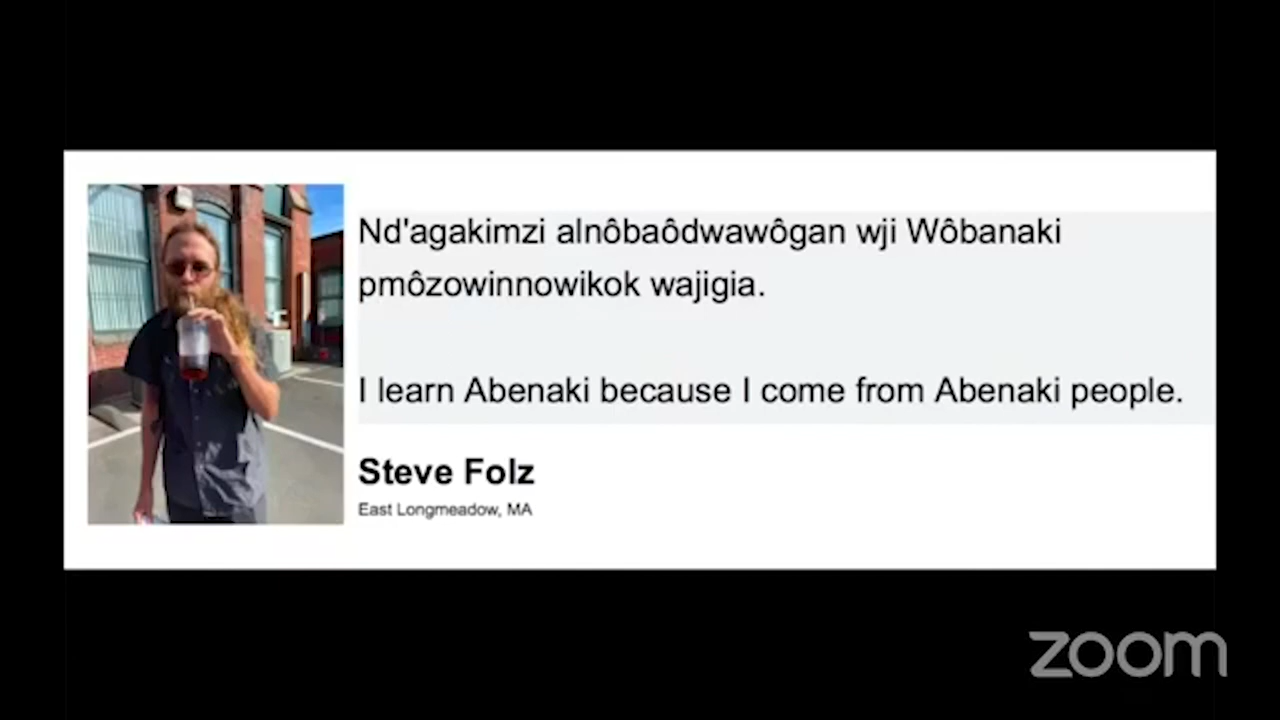 Nd'agakimzi alnôbaôdwawôgan wji Wôbanaki
pmôzowinnowikok wajigia.
I learn Abenaki because I come from Abenaki people.
Steve Folz
East Longmeadow, MA
zoom